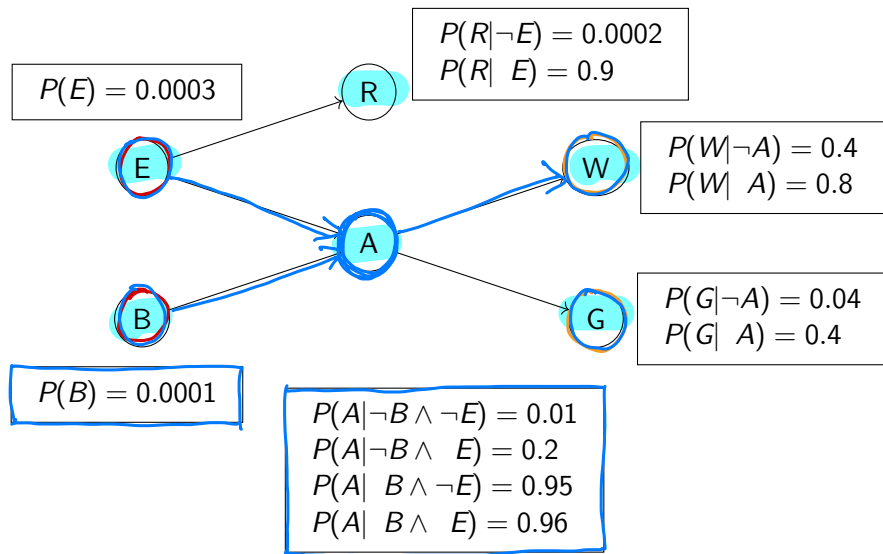 P(R|¬E) = 0.0002
P(R| E) = 0.9
P(E) = 0.0003
R
E
W
P(W|¬A) = 0.4
P(W| A) = 0.8
A
B
G
P(G|¬A) = 0.04
P(G| A) = 0.4
P(B) = 0.0001
P(A|¬B ∧ ¬E) = 0.01
P(A|¬B ∧ E) = 0.2
P(A| B ∧ ¬E) = 0.95
P(A| B ∧ E) = 0.96